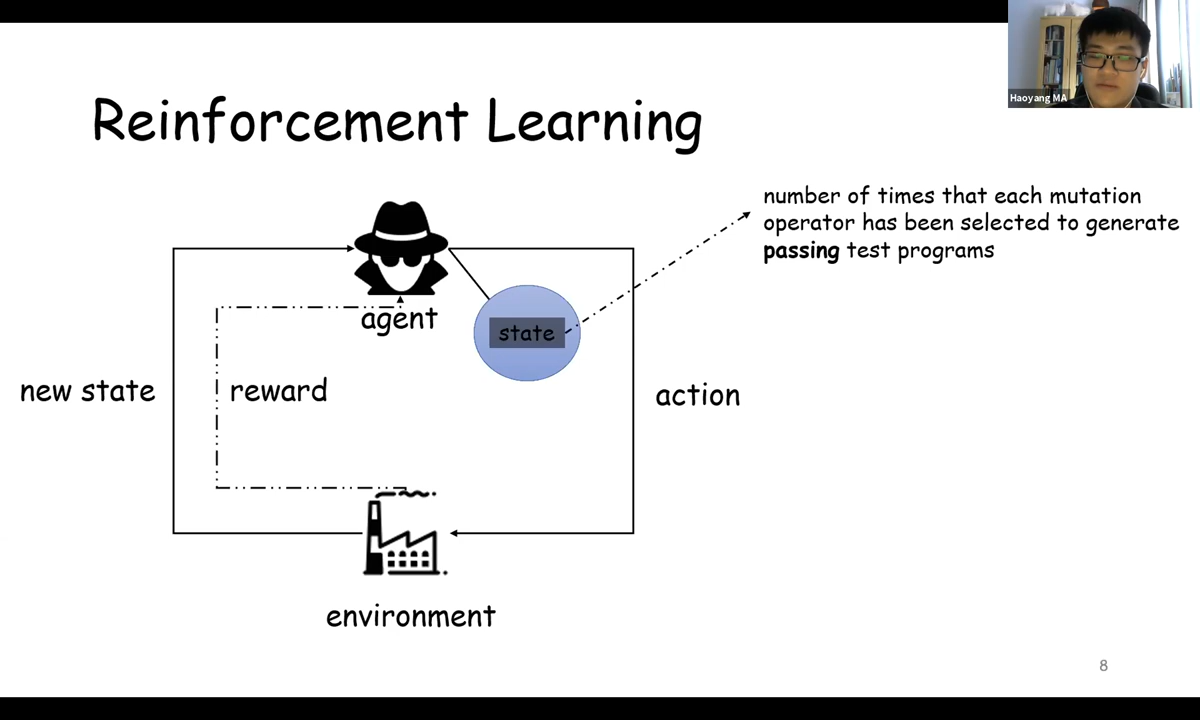 Haoyang MA
Reinforcement Learning
number of times that each mutation
operator has been selected to generate
passing test programs
agent
state
new state
reward
action
environment
8